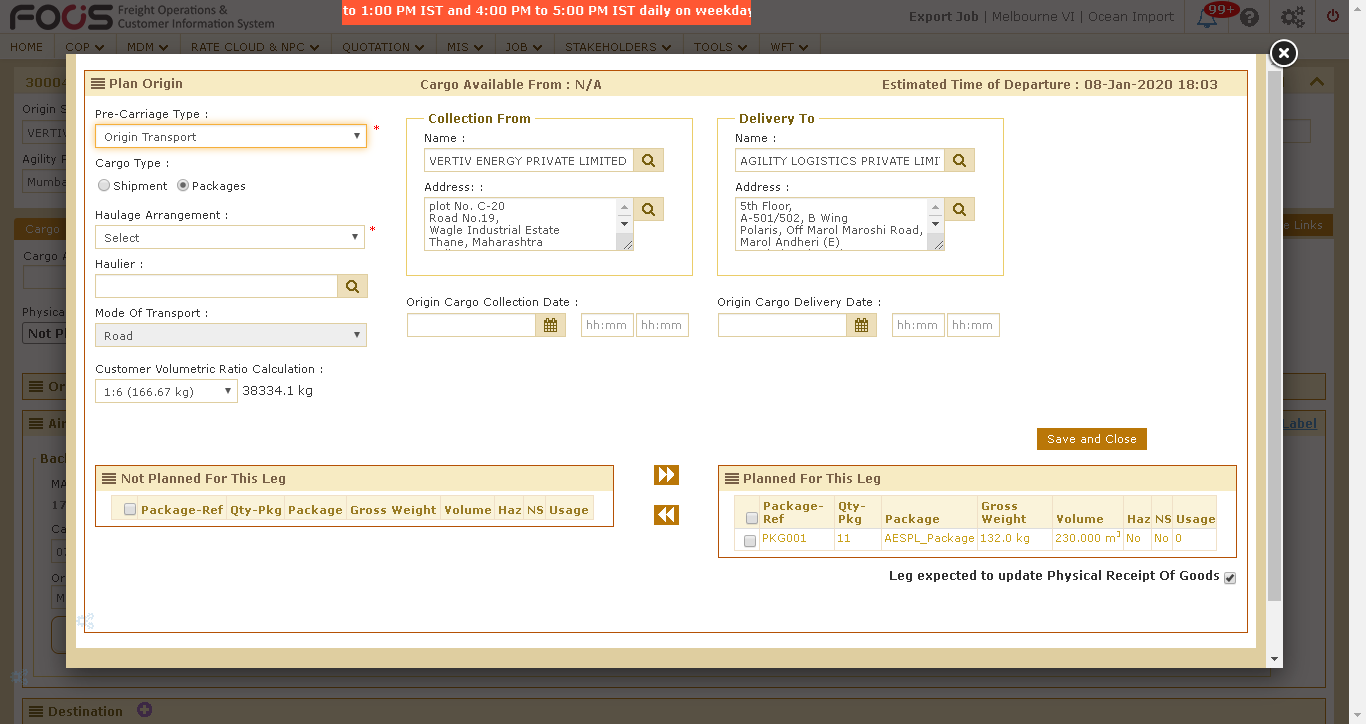 FOCUS Freight Operations &
Customer Information System
to 1:00 PM IST and 4:00 PM to 5:00 PM IST daily on weekday
Export Job | Melbourne VI | Ocean Import
99+
HOME COP MDM RATE CLOUD & NPC QUOTATION MIS JOB STAKEHOLDERS TOOLS WFT
Plan Origin
Cargo Available From : N/A
Estimated Time of Departure : 08-Jan-2020 18:03
Pre-Carriage Type :
Origin Transport
*
Cargo Type :
Shipment Packages
Haulage Arrangement :
Select
*
Haulier :
Mode Of Transport :
Road
Customer Volumetric Ratio Calculation :
1:6 (166.67 kg) 38334.1 kg
Collection From
Name :
VERTIV ENERGY PRIVATE LIMITED
Address: :
plot No. C-20
Road No.19,
Wagle Industrial Estate
Thane, Maharashtra
Delivery To
Name :
AGILITY LOGISTICS PRIVATE LIMI
Address :
5th Floor,
A-501/502, B Wing
Polaris, Off Marol Maroshi Road,
Marol Andheri (E)
Origin Cargo Collection Date :
hh:mm hh:mm
Origin Cargo Delivery Date :
hh:mm hh:mm
Save and Close
Not Planned For This Leg
Package-Ref Qty-Pkg Package Gross Weight Volume Haz NS Usage
Planned For This Leg
Package-Ref Qty-Pkg Package Gross Weight Volume Haz NS Usage
PKG001 11 AESPL_Package 132.0 kg 230.000 m³ No No 0
Leg expected to update Physical Receipt Of Goods
30004
Origin S
VERTIV
Agility P
Mumba
Cargo
e Links
Cargo A
Physica
Not Pl
Or
Air
Label
Back
MA
17
Ca
07
Or
M
Destination